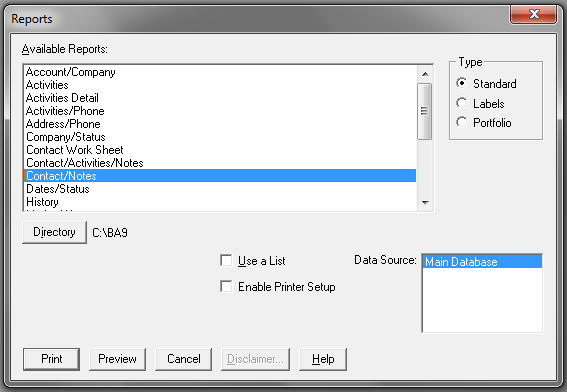 Reports
Available Reports:
Account/Company
Activities
Activities Detail
Activities/Phone
Address/Phone
Company/Status
Contact Work Sheet
Contact/Activities/Notes
Contact/Notes
Dates/Status
History
Type
Standard
Labels
Portfolio
Directory C:\BA9
Use a List
Enable Printer Setup
Data Source: Main Database
Print Preview Cancel Disclaimer... Help